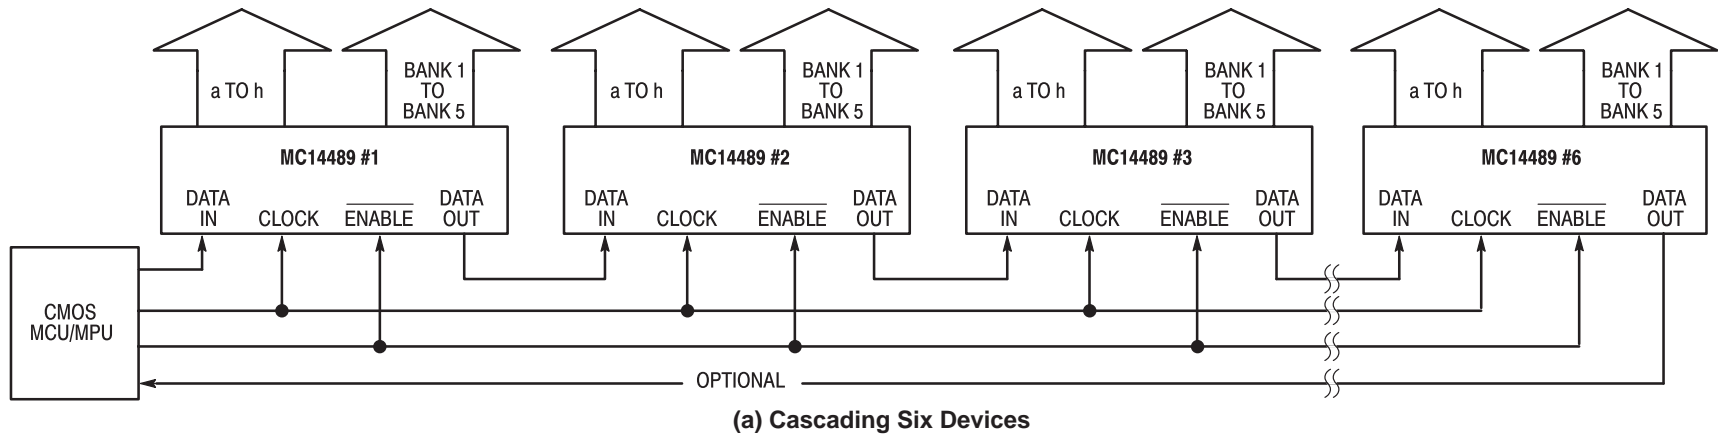 a TO h
BANK 1
TO
BANK 5
a TO h
BANK 1
TO
BANK 5
a TO h
BANK 1
TO
BANK 5
a TO h
BANK 1
TO
BANK 5
MC14489 #1
DATA
IN
CLOCK
ENABLE
DATA
OUT
MC14489 #2
DATA
IN
CLOCK
ENABLE
DATA
OUT
MC14489 #3
DATA
IN
CLOCK
ENABLE
DATA
OUT
MC14489 #6
DATA
IN
CLOCK
ENABLE
DATA
OUT
CMOS
MCU/MPU
OPTIONAL
(a) Cascading Six Devices